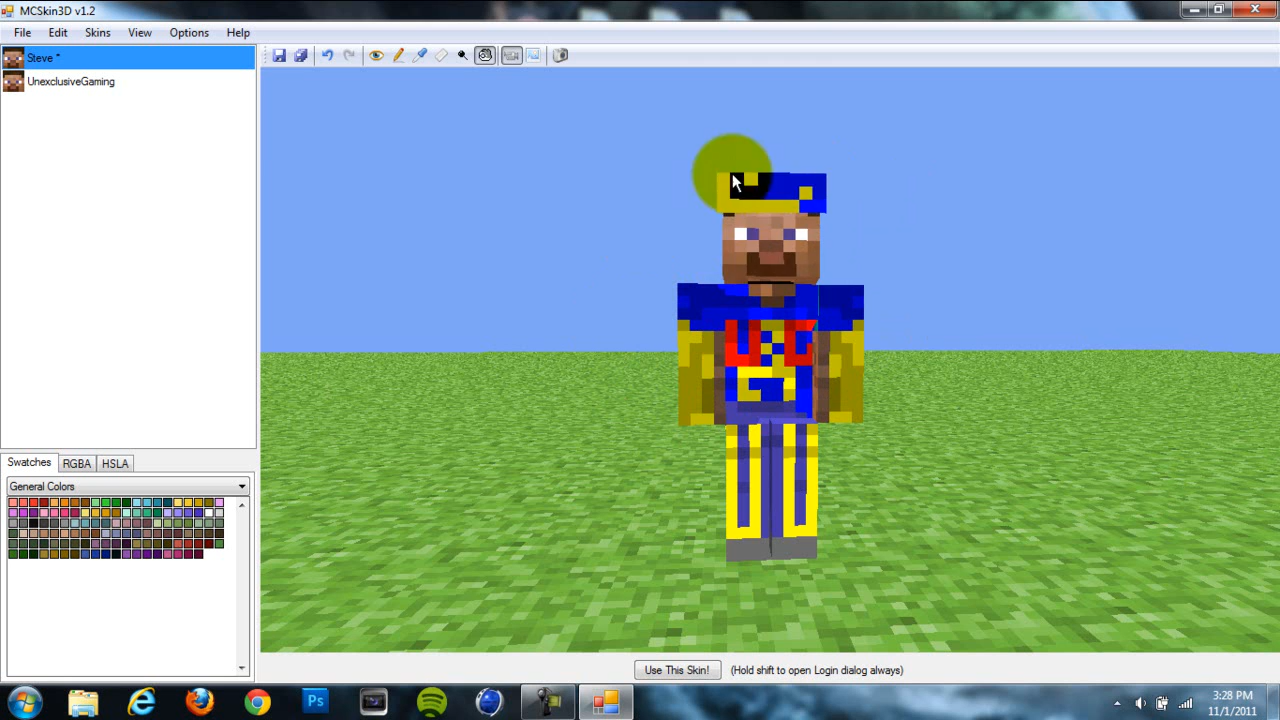 MCSkin3D v1.2
File Edit Skins View Options Help
Steve *
UnexclusiveGaming
Swatches RGBA HSLA
General Colors
Use This Skin! (Hold shift to open Login dialog always)
Ps
3:28 PM
11/1/2011